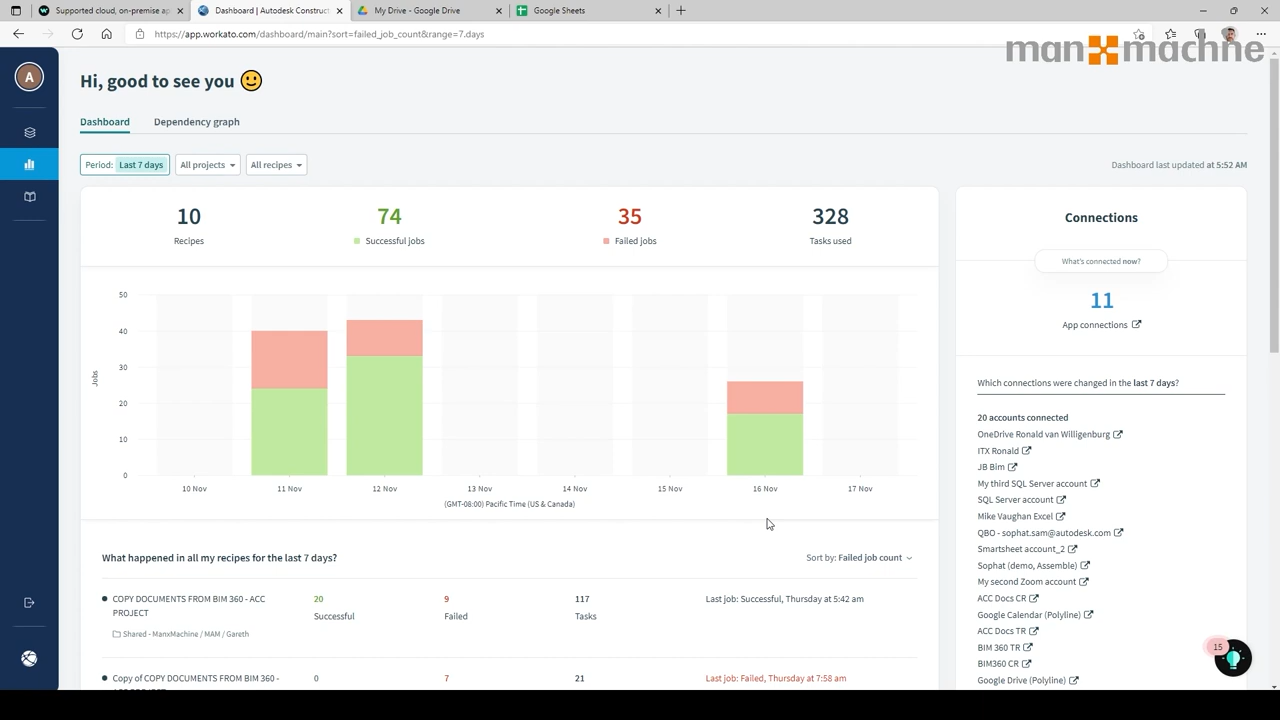 Supported cloud, on-premise ap
Dashboard | Autodesk Construct
My Drive - Google Drive
Google Sheets
https://app.workato.com/dashboard/main?sort=failed_job_count&range=7.days
man machine
A
Hi, good to see you
Dashboard
Dependency graph
Period: Last 7 days
All projects
All recipes
Dashboard last updated at 5:52 AM
10
Recipes
74
Successful jobs
35
Failed jobs
328
Tasks used
50
40
30
20
10
0
Jobs
10 Nov
11 Nov
12 Nov
13 Nov
14 Nov
15 Nov
16 Nov
17 Nov
(GMT-08:00) Pacific Time (US & Canada)
What happened in all my recipes for the last 7 days?
Sort by: Failed job count
COPY DOCUMENTS FROM BIM 360 - ACC
PROJECT
Shared - ManxMachine / MAM / Gareth
20
Successful
9
Failed
117
Tasks
Last job: Successful, Thursday at 5:42 am
Copy of COPY DOCUMENTS FROM BIM 360 -
0
7
21
Last job: Failed, Thursday at 7:58 am
Connections
What's connected now?
11
App connections
Which connections were changed in the last 7 days?
20 accounts connected
OneDrive Ronald van Willigenburg
ITX Ronald
JB Bim
My third SQL Server account
SQL Server account
Mike Vaughan Excel
QBO - sophat.sam@autodesk.com
Smartsheet account_2
Sophat (demo, Assemble)
My second Zoom account
ACC Docs CR
Google Calendar (Polyline)
ACC Docs TR
BIM 360 TR
BIM360 CR
Google Drive (Polyline)
15